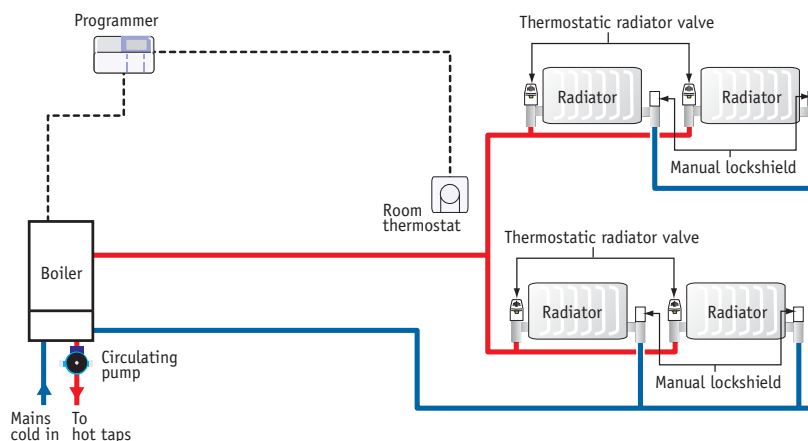 Programmer
Thermostatic radiator valve
Radiator
Radiator
Manual lockshield
Room
thermostat
Thermostatic radiator valve
Boiler
Radiator
Radiator
Circulating
pump
Manual lockshield
Mains
cold in
To
hot taps